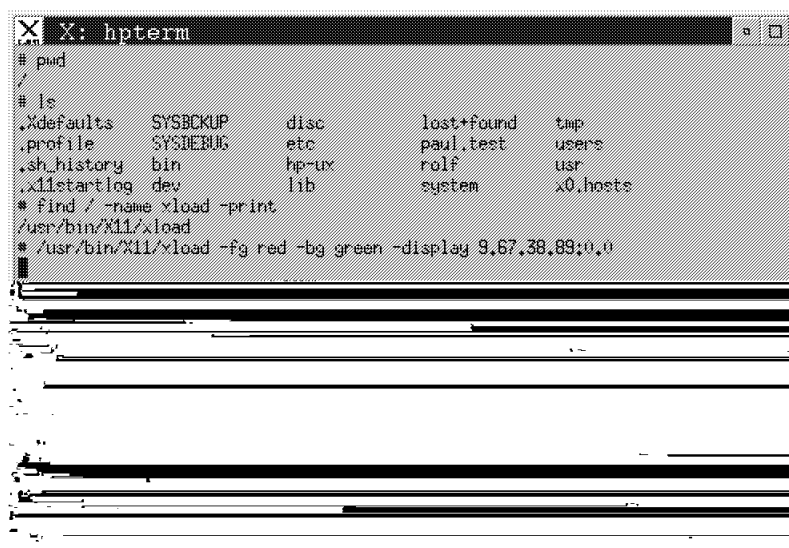 X: hpterm
# pwd
/
# ls
.Xdefaults SYSBCKUP disc lost+found tmp
.profile SYSDEBUG etc paul.test users
.sh_history bin hp-ux rolf usr
.x11startlog dev lib system x0.hosts
# find / -name xload -print
/usr/bin/X11/xload
# /usr/bin/X11/xload -fg red -bg green -display 9.67.38.89:0.0